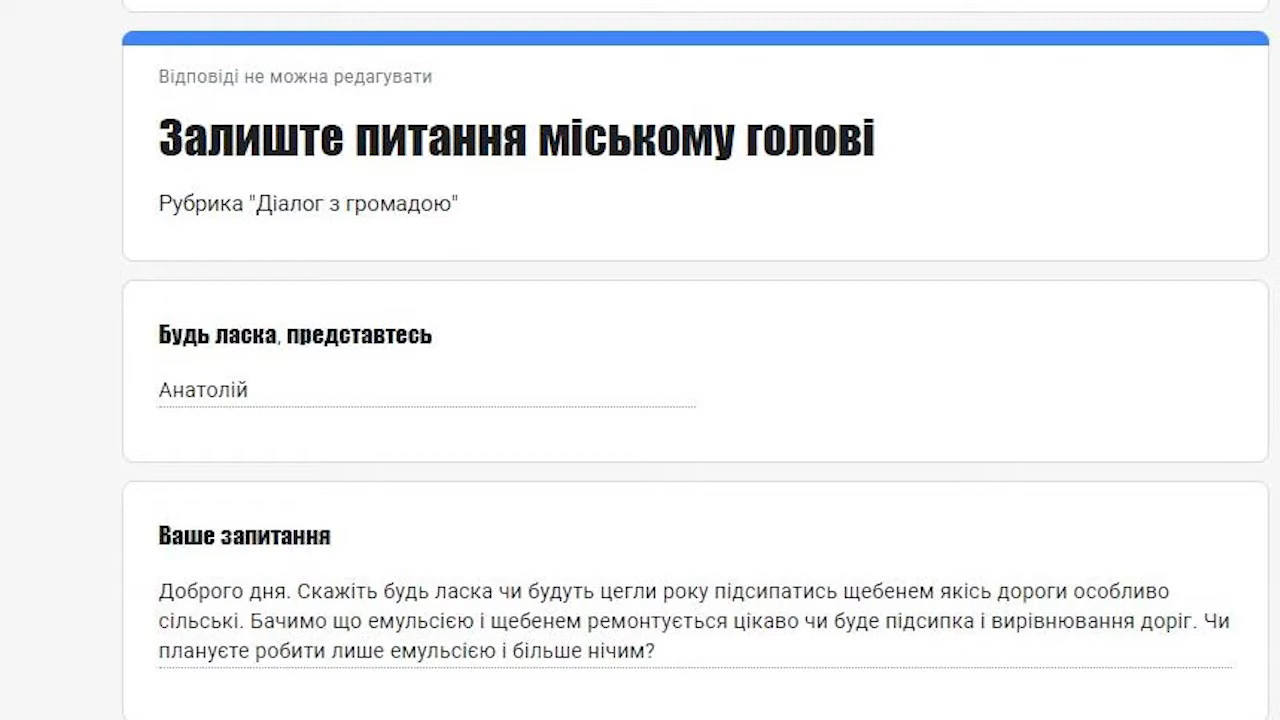 Відповіді не можна редагувати
Залиште питання міському голові
Рубрика "Діалог з громадою"
Будь ласка, представтесь
Анатолій
Ваше запитання
Доброго дня. Скажіть будь ласка чи будуть цегли року підсипатись щебенем якісь дороги особливо
сільські. Бачимо що емульсією і щебенем ремонтується цікаво чи буде підсипка і вирівнювання доріг. Чи
плануєте робити лише емульсією і більше нічим?